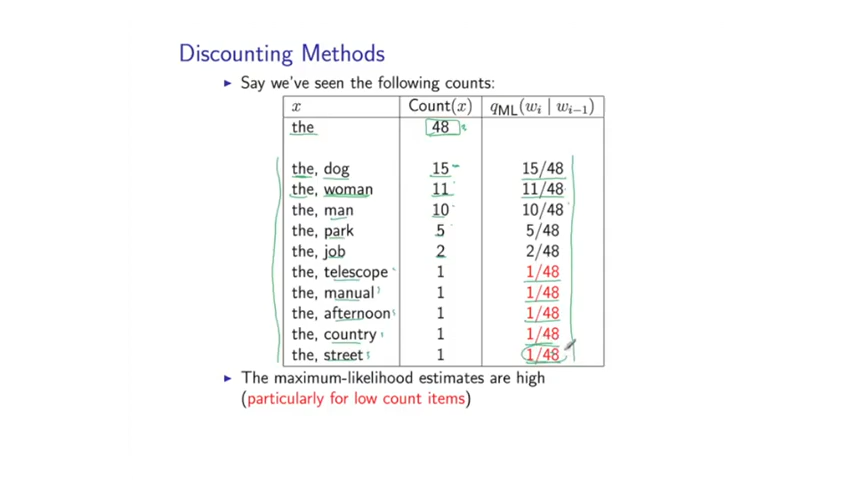 Discounting Methods
▶ Say we've seen the following counts:
x Count(x) qML(wi | wi−1)
the 48
the, dog 15 15/48
the, woman 11 11/48
the, man 10 10/48
the, park 5 5/48
the, job 2 2/48
the, telescope 1 1/48
the, manual 1 1/48
the, afternoon 1 1/48
the, country 1 1/48
the, street 1 1/48
▶ The maximum-likelihood estimates are high
(particularly for low count items)